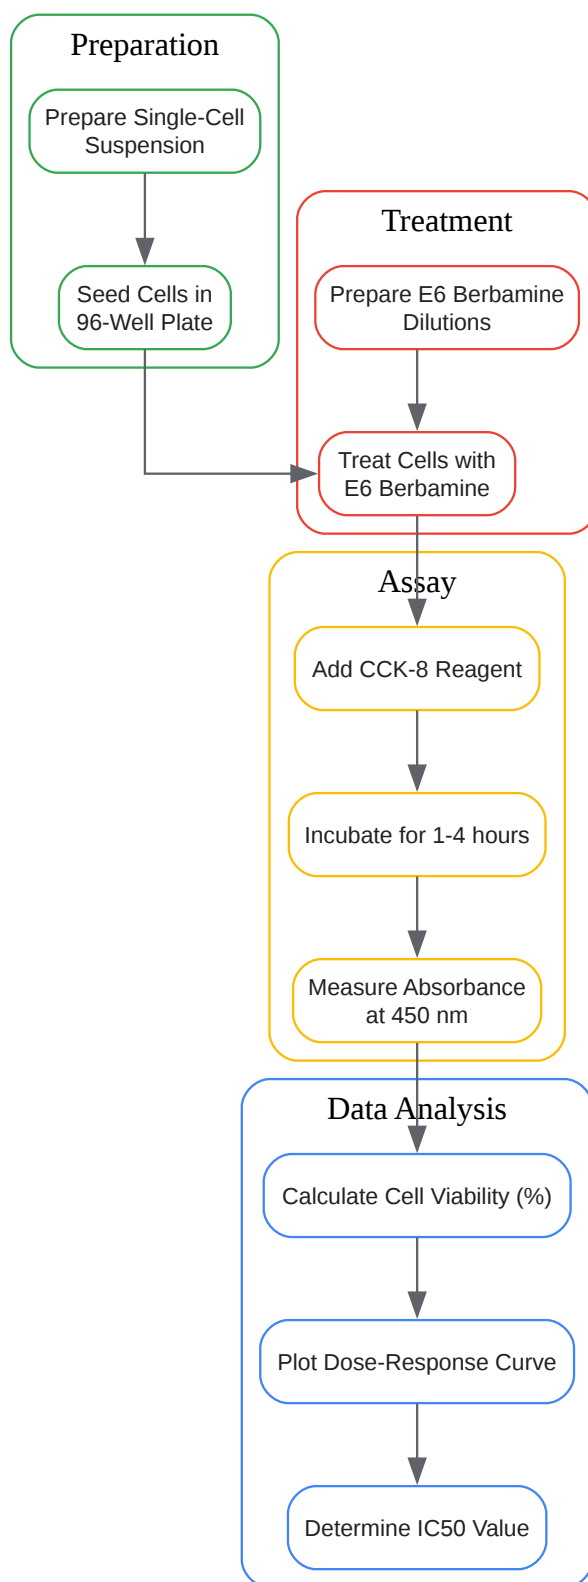 Preparation
Prepare Single-Cell
Suspension
Seed Cells in
96-Well Plate
Treatment
Prepare E6 Berbamine
Dilutions
Treat Cells with
E6 Berbamine
Assay
Add CCK-8 Reagent
Incubate for 1-4 hours
Measure Absorbance
at 450 nm
Data Analysis
Calculate Cell Viability (%)
Plot Dose-Response Curve
Determine IC50 Value